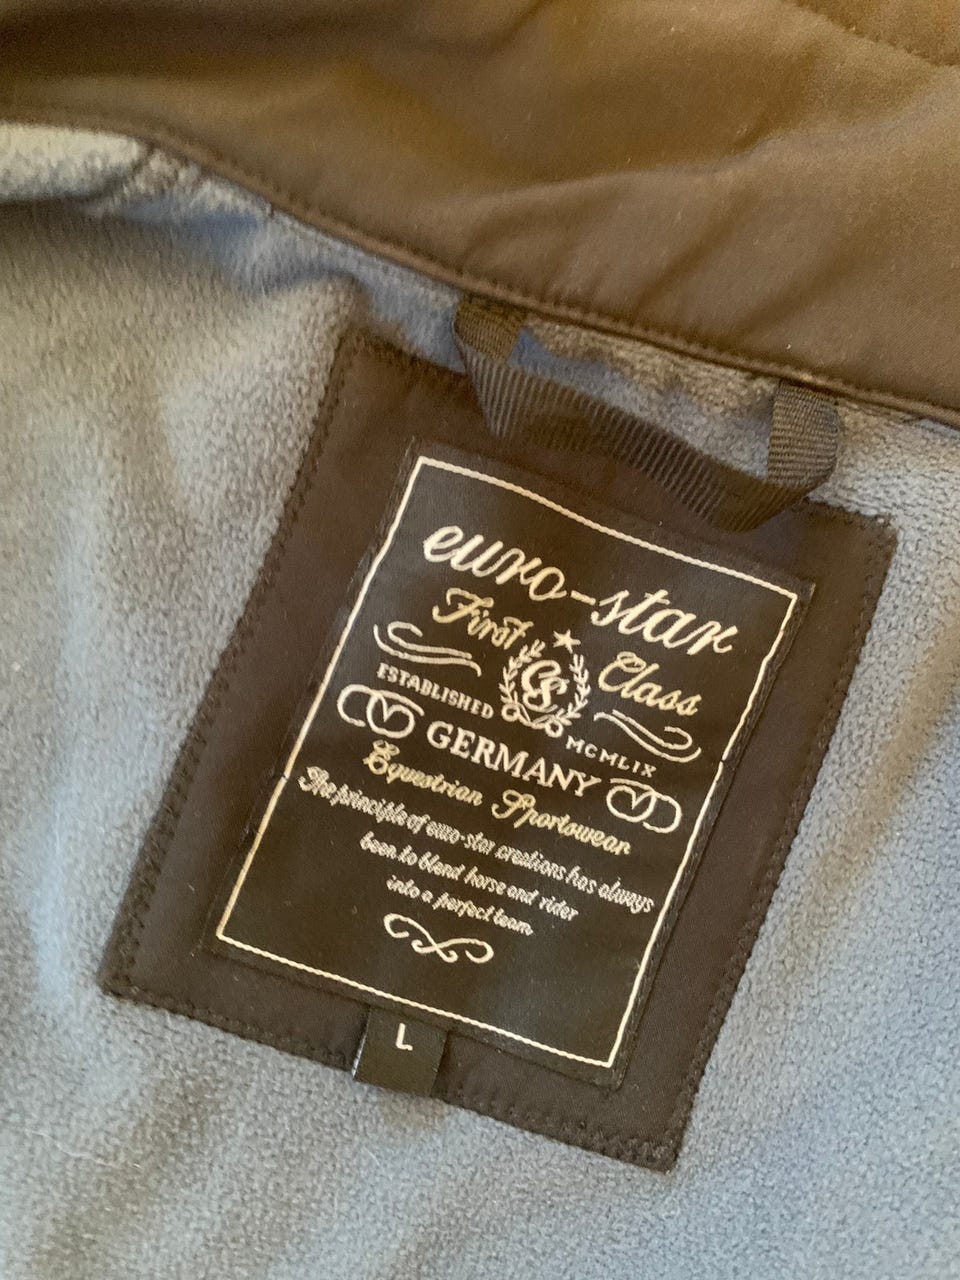 euro-star
First Class
ES
ESTABLISHED MCMLIX
GERMANY
Equestrian Sportswear
The principle of euro-star creations has always
been to blend horse and rider
into a perfect team.
L